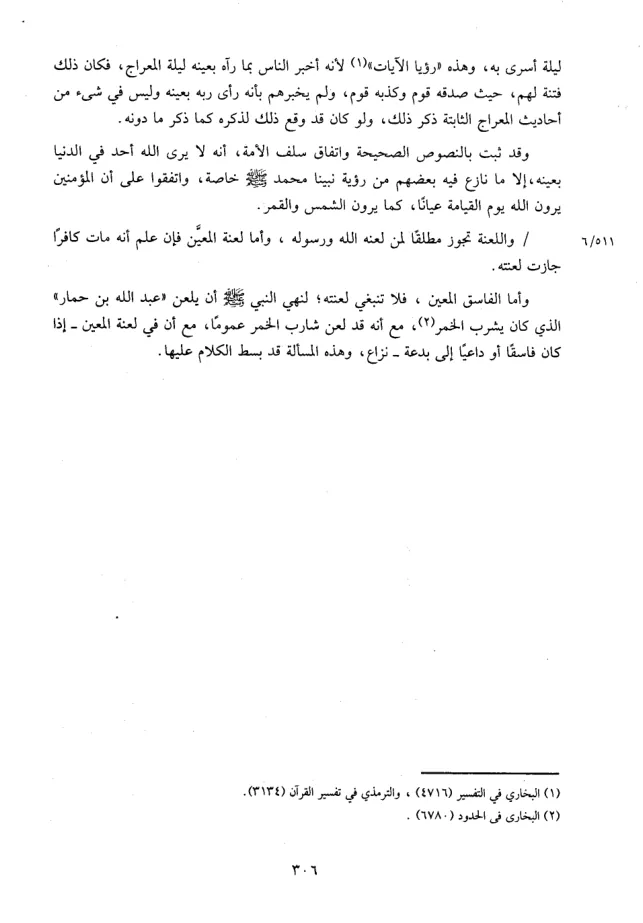 ليلة أسرى به، وهذه «رؤيا الآيات»(١) لأنه أخبر الناس بما رآه بعينه ليلة المعراج، فكان ذلك
فتنة لهم، حيث صدقه قوم وكذبه قوم، ولم يخبرهم بأنه رأى ربه بعينه وليس في شىء من
أحاديث المعراج الثابتة ذكر ذلك، ولو كان قد وقع ذلك لذكره كما ذكر ما دونه.
وقد ثبت بالنصوص الصحيحة واتفاق سلف الأمة، أنه لا يرى الله أحد في الدنيا
بعينه،إلا ما نازع فيه بعضهم من رؤية نبينا محمد ﷺ خاصة، واتفقوا على أن المؤمنين
يرون الله يوم القيامة عيانًا، كما يرون الشمس والقمر.
٦/٥١١ / واللعنة تجوز مطلقًا لمن لعنه الله ورسوله ، وأما لعنة المعيَّن فإن علم أنه مات كافرًا
جازت لعنته.
وأما الفاسق المعين ، فلا تنبغي لعنته؛ لنهي النبي ﷺ أن يلعن «عبد الله بن حمار»
الذي كان يشرب الخمر(٢)، مع أنه قد لعن شارب الخمر عمومًا، مع أن في لعنة المعين ـ إذا
كان فاسقًا أو داعيًا إلى بدعة ـ نزاع، وهذه المسألة قد بسط الكلام عليها.
(١) البخاري في التفسير (٤٧١٦) ، والترمذي في تفسير القرآن (٣١٣٤).
(٢) البخارى فى الحدود (٦٧٨٠) .
٣٠٦